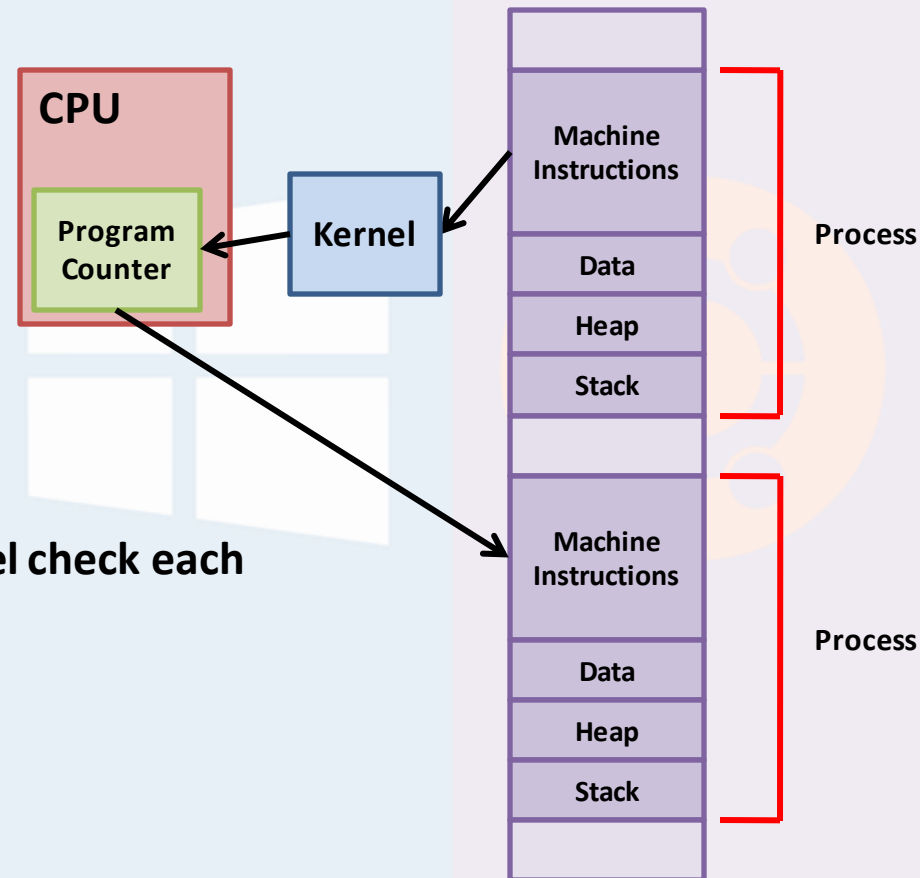 CPU
Program
Counter
Kernel
Machine
Instructions
Data
Heap
Stack
Process
el check each
Machine
Instructions
Data
Heap
Stack
Process